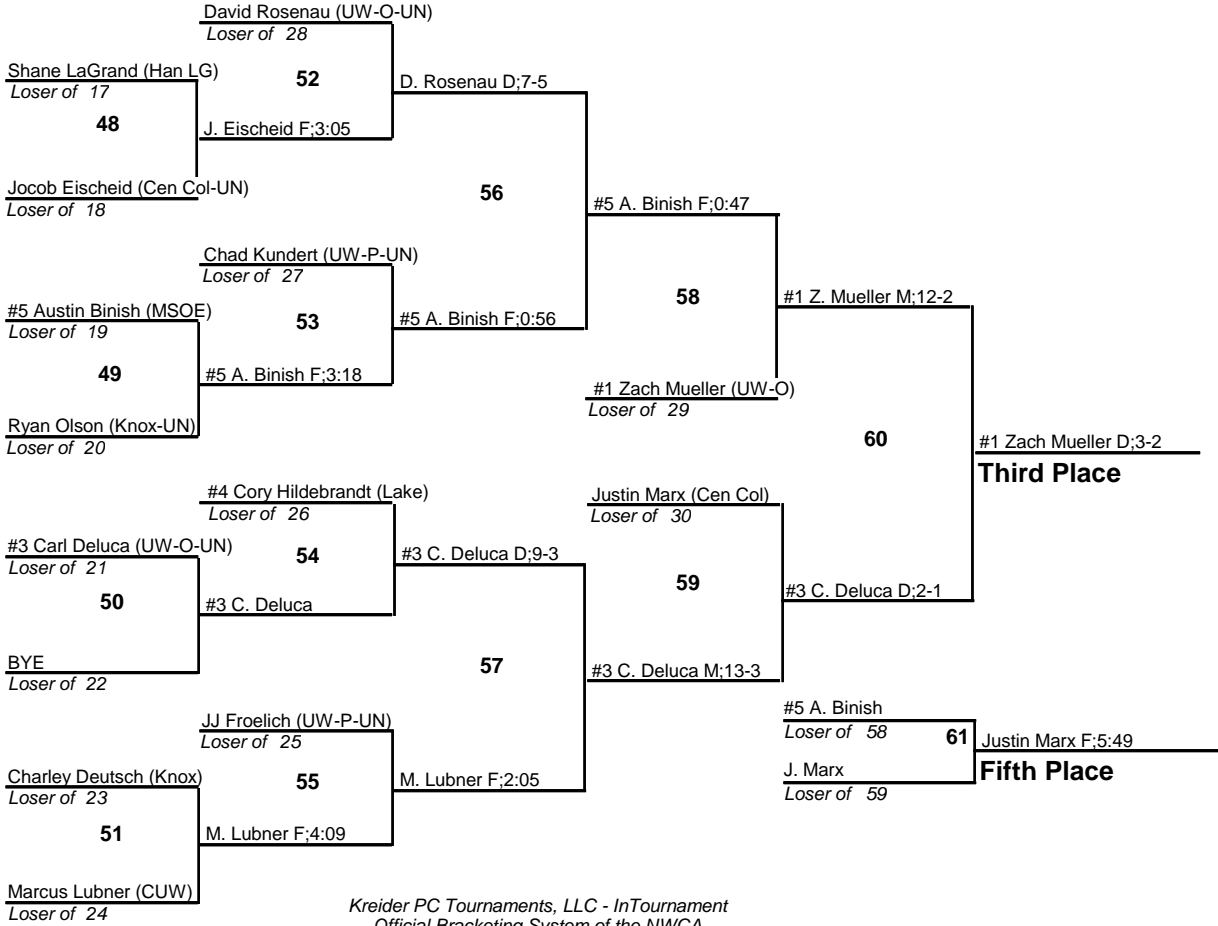 David Rosenau (UW-O-UN)
Loser of 28
Shane LaGrand (Han LG)
Loser of 17
52
D. Rosenau D;7-5
48
J. Eischeid F;3:05
Jocob Eischeid (Cen Col-UN)
Loser of 18
56
#5 A. Binish F;0:47
Chad Kundert (UW-P-UN)
Loser of 27
#5 Austin Binish (MSOE)
Loser of 19
53
#5 A. Binish F;0:56
58
#1 Z. Mueller M;12-2
49
#5 A. Binish F;3:18
#1 Zach Mueller (UW-O)
Loser of 29
Ryan Olson (Knox-UN)
Loser of 20
60
#1 Zach Mueller D;3-2
Third Place
#4 Cory Hildebrandt (Lake)
Loser of 26
Justin Marx (Cen Col)
Loser of 30
#3 Carl Deluca (UW-O-UN)
Loser of 21
54
#3 C. Deluca D;9-3
59
#3 C. Deluca D;2-1
50
#3 C. Deluca
BYE
Loser of 22
57
#3 C. Deluca M;13-3
#5 A. Binish
Loser of 58
61
Justin Marx F;5:49
Fifth Place
J. Marx
Loser of 59
JJ Froelich (UW-P-UN)
Loser of 25
Charley Deutsch (Knox)
Loser of 23
55
M. Lubner F;2:05
51
M. Lubner F;4:09
Marcus Lubner (CUW)
Loser of 24
Kreider PC Tournaments, LLC - InTournament
Official Bracketing System of the NWCA